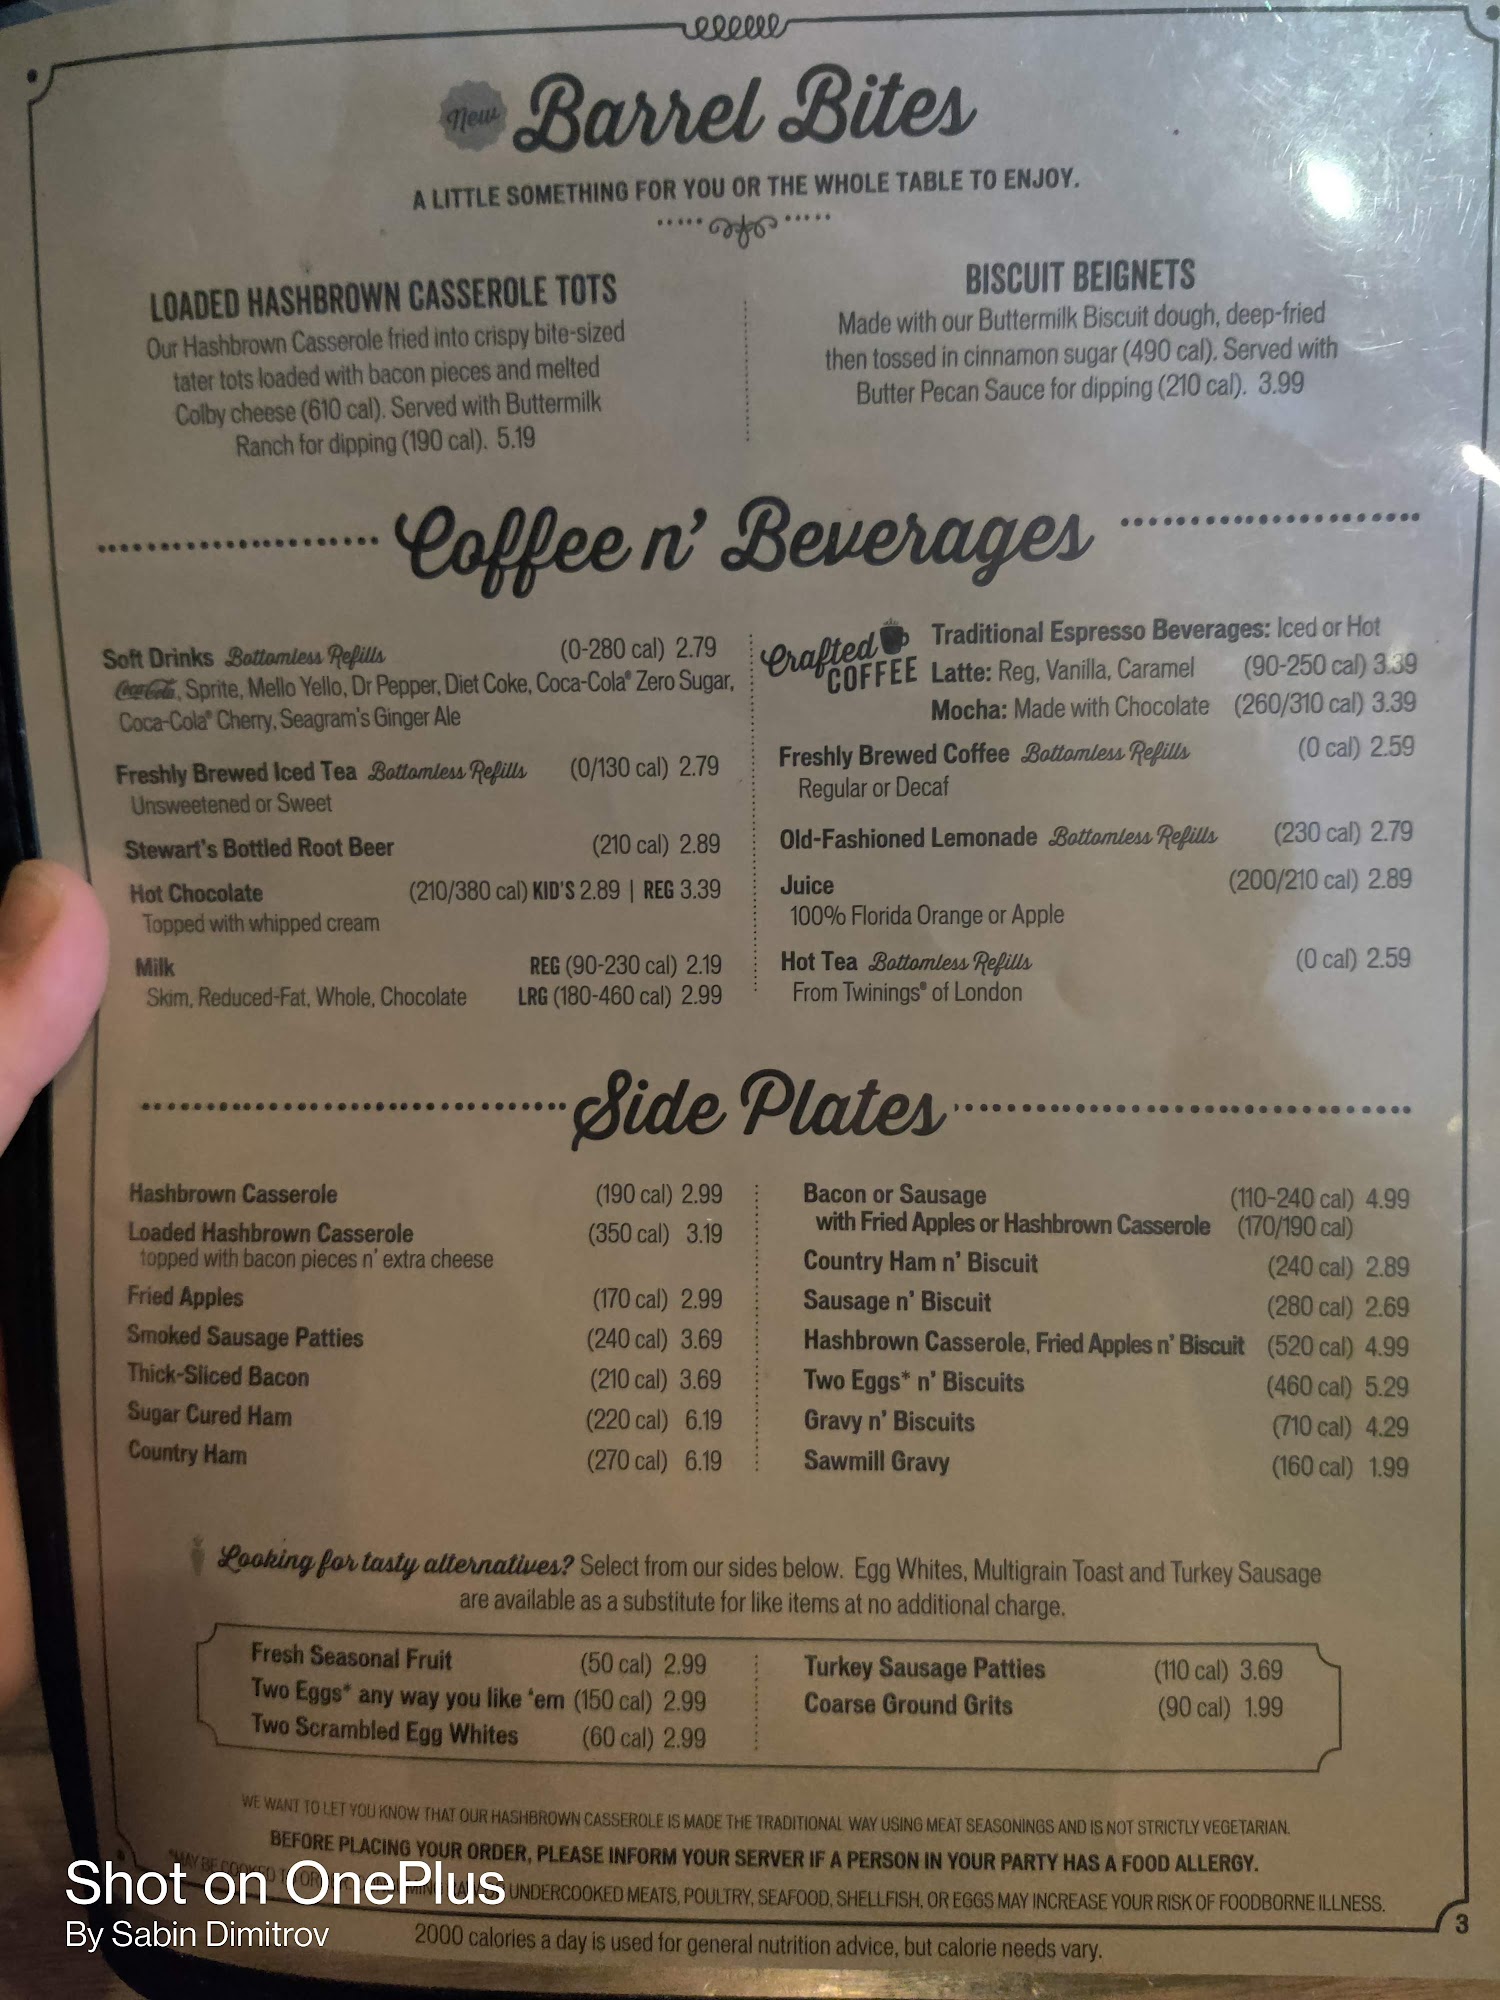 New Barrel Bites
A LITTLE SOMETHING FOR YOU OR THE WHOLE TABLE TO ENJOY.
LOADED HASHBROWN CASSEROLE TOTS
Our Hashbrown Casserole fried into crispy bite-sized
tater tots loaded with bacon pieces and melted
Colby cheese (610 cal). Served with Buttermilk
Ranch for dipping (190 cal). 5.19
BISCUIT BEIGNETS
Made with our Buttermilk Biscuit dough, deep-fried
then tossed in cinnamon sugar (490 cal). Served with
Butter Pecan Sauce for dipping (210 cal). 3.99
Coffee n' Beverages
Soft Drinks Bottomless Refills (0-280 cal) 2.79
Coca-Cola, Sprite, Mello Yello, Dr Pepper, Diet Coke, Coca-Cola® Zero Sugar,
Coca-Cola® Cherry, Seagram's Ginger Ale
Freshly Brewed Iced Tea Bottomless Refills (0/130 cal) 2.79
Unsweetened or Sweet
Stewart's Bottled Root Beer (210 cal) 2.89
Hot Chocolate (210/380 cal) KID'S 2.89 | REG 3.39
Topped with whipped cream
Milk REG (90-230 cal) 2.19
Skim, Reduced-Fat, Whole, Chocolate LRG (180-460 cal) 2.99
Crafted COFFEE
Traditional Espresso Beverages: Iced or Hot
Latte: Reg, Vanilla, Caramel (90-250 cal) 3.39
Mocha: Made with Chocolate (260/310 cal) 3.39
Freshly Brewed Coffee Bottomless Refills (0 cal) 2.59
Regular or Decaf
Old-Fashioned Lemonade Bottomless Refills (230 cal) 2.79
Juice (200/210 cal) 2.89
100% Florida Orange or Apple
Hot Tea Bottomless Refills (0 cal) 2.59
From Twinings® of London
Side Plates
Hashbrown Casserole (190 cal) 2.99
Loaded Hashbrown Casserole (350 cal) 3.19
topped with bacon pieces n' extra cheese
Fried Apples (170 cal) 2.99
Smoked Sausage Patties (240 cal) 3.69
Thick-Sliced Bacon (210 cal) 3.69
Sugar Cured Ham (220 cal) 6.19
Country Ham (270 cal) 6.19
Bacon or Sausage (110-240 cal) 4.99
with Fried Apples or Hashbrown Casserole (170/190 cal)
Country Ham n' Biscuit (240 cal) 2.89
Sausage n' Biscuit (280 cal) 2.69
Hashbrown Casserole, Fried Apples n' Biscuit (520 cal) 4.99
Two Eggs* n' Biscuits (460 cal) 5.29
Gravy n' Biscuits (710 cal) 4.29
Sawmill Gravy (160 cal) 1.99
Looking for tasty alternatives? Select from our sides below. Egg Whites, Multigrain Toast and Turkey Sausage
are available as a substitute for like items at no additional charge.
Fresh Seasonal Fruit (50 cal) 2.99
Two Eggs* any way you like 'em (150 cal) 2.99
Two Scrambled Egg Whites (60 cal) 2.99
Turkey Sausage Patties (110 cal) 3.69
Coarse Ground Grits (90 cal) 1.99
WE WANT TO LET YOU KNOW THAT OUR HASHBROWN CASSEROLE IS MADE THE TRADITIONAL WAY USING MEAT SEASONINGS AND IS NOT STRICTLY VEGETARIAN.
BEFORE PLACING YOUR ORDER, PLEASE INFORM YOUR SERVER IF A PERSON IN YOUR PARTY HAS A FOOD ALLERGY.
*MAY BE COOKED TO UNDERCOOKED MEATS, POULTRY, SEAFOOD, SHELLFISH, OR EGGS MAY INCREASE YOUR RISK OF FOODBORNE ILLNESS.
3
2000 calories a day is used for general nutrition advice, but calorie needs vary.
Shot on OnePlus
By Sabin Dimitrov